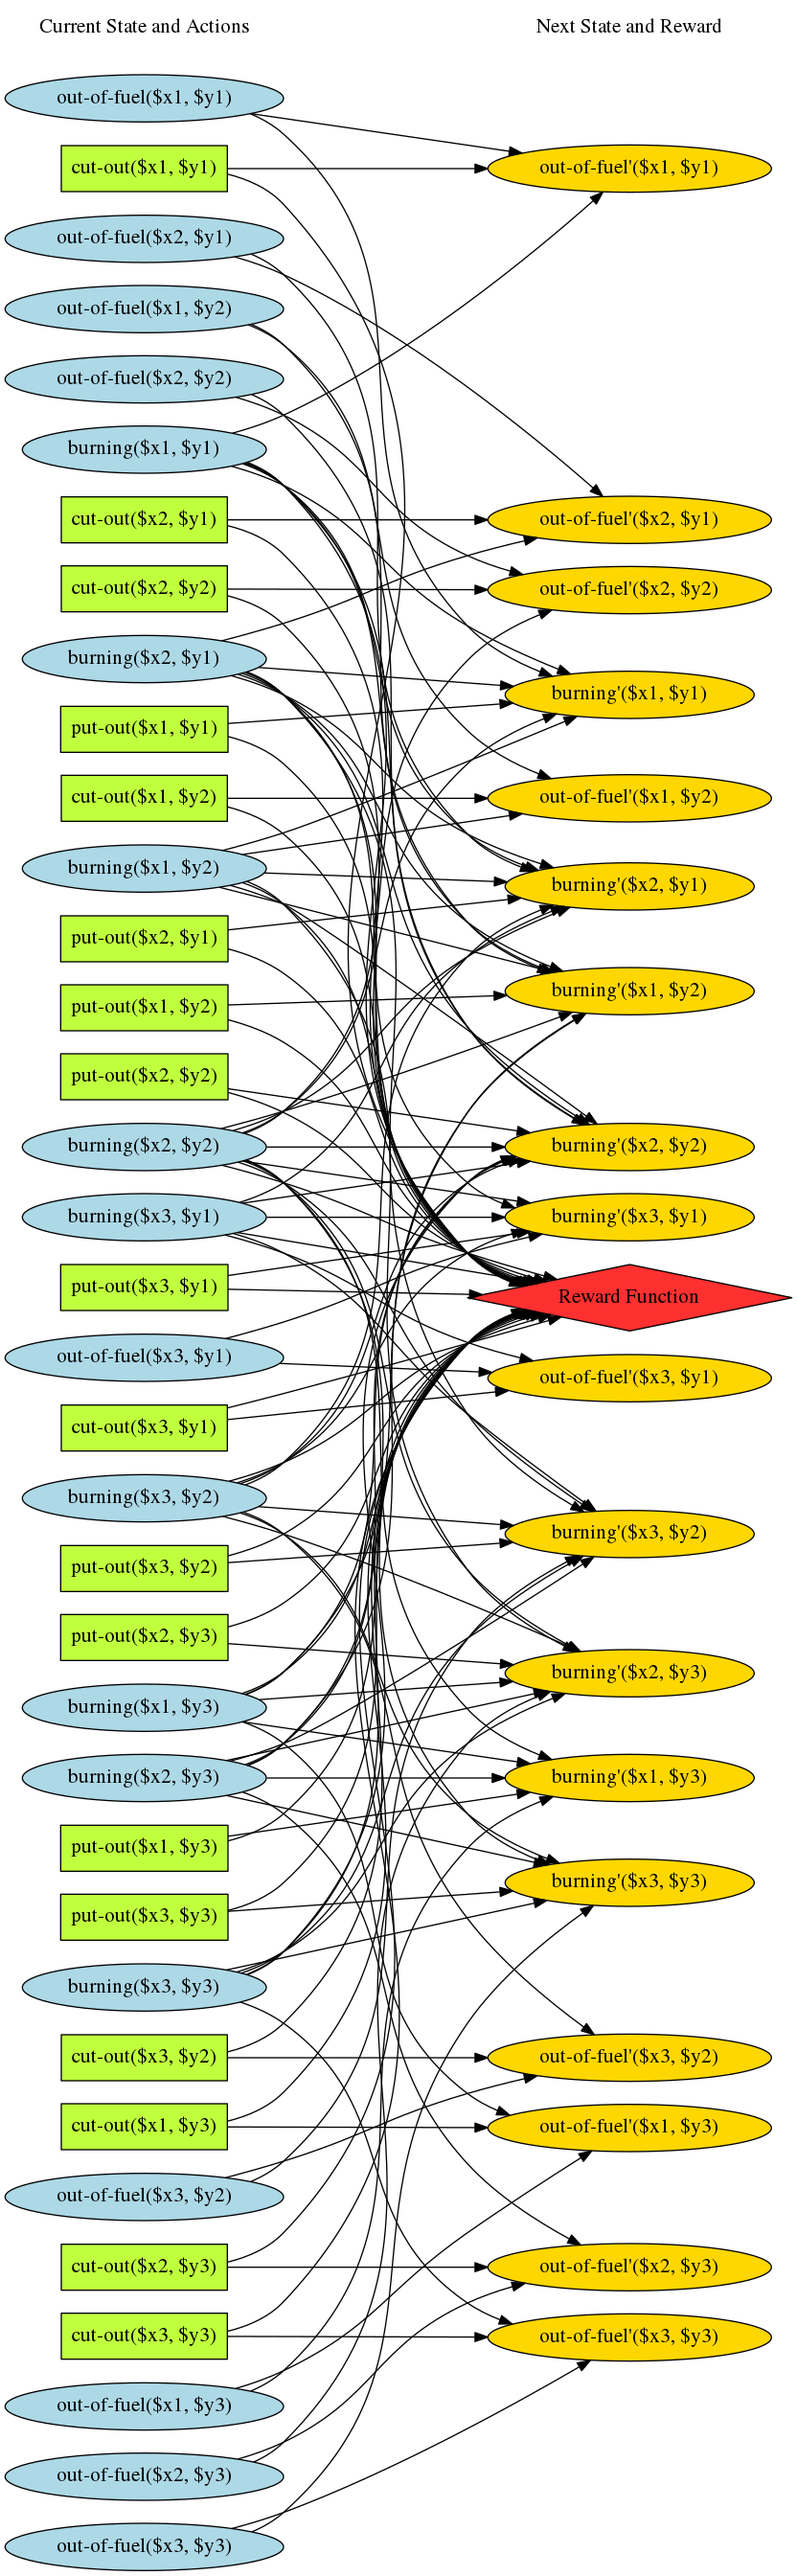 Current State and Actions
Next State and Reward
out-of-fuel($x1, $y1)
cut-out($x1, $y1)
out-of-fuel'($x1, $y1)
out-of-fuel($x2, $y1)
out-of-fuel($x1, $y2)
out-of-fuel($x2, $y2)
burning($x1, $y1)
cut-out($x2, $y1)
out-of-fuel'($x2, $y1)
cut-out($x2, $y2)
out-of-fuel'($x2, $y2)
burning($x2, $y1)
burning'($x1, $y1)
put-out($x1, $y1)
cut-out($x1, $y2)
out-of-fuel'($x1, $y2)
burning($x1, $y2)
burning'($x2, $y1)
put-out($x2, $y1)
burning'($x1, $y2)
put-out($x1, $y2)
put-out($x2, $y2)
burning($x2, $y2)
burning'($x2, $y2)
burning($x3, $y1)
burning'($x3, $y1)
put-out($x3, $y1)
Reward Function
out-of-fuel($x3, $y1)
out-of-fuel'($x3, $y1)
cut-out($x3, $y1)
burning($x3, $y2)
burning'($x3, $y2)
put-out($x3, $y2)
put-out($x2, $y3)
burning'($x2, $y3)
burning($x1, $y3)
burning($x2, $y3)
burning'($x1, $y3)
put-out($x1, $y3)
burning'($x3, $y3)
put-out($x3, $y3)
burning($x3, $y3)
cut-out($x3, $y2)
out-of-fuel'($x3, $y2)
cut-out($x1, $y3)
out-of-fuel'($x1, $y3)
out-of-fuel($x3, $y2)
cut-out($x2, $y3)
out-of-fuel'($x2, $y3)
cut-out($x3, $y3)
out-of-fuel'($x3, $y3)
out-of-fuel($x1, $y3)
out-of-fuel($x2, $y3)
out-of-fuel($x3, $y3)